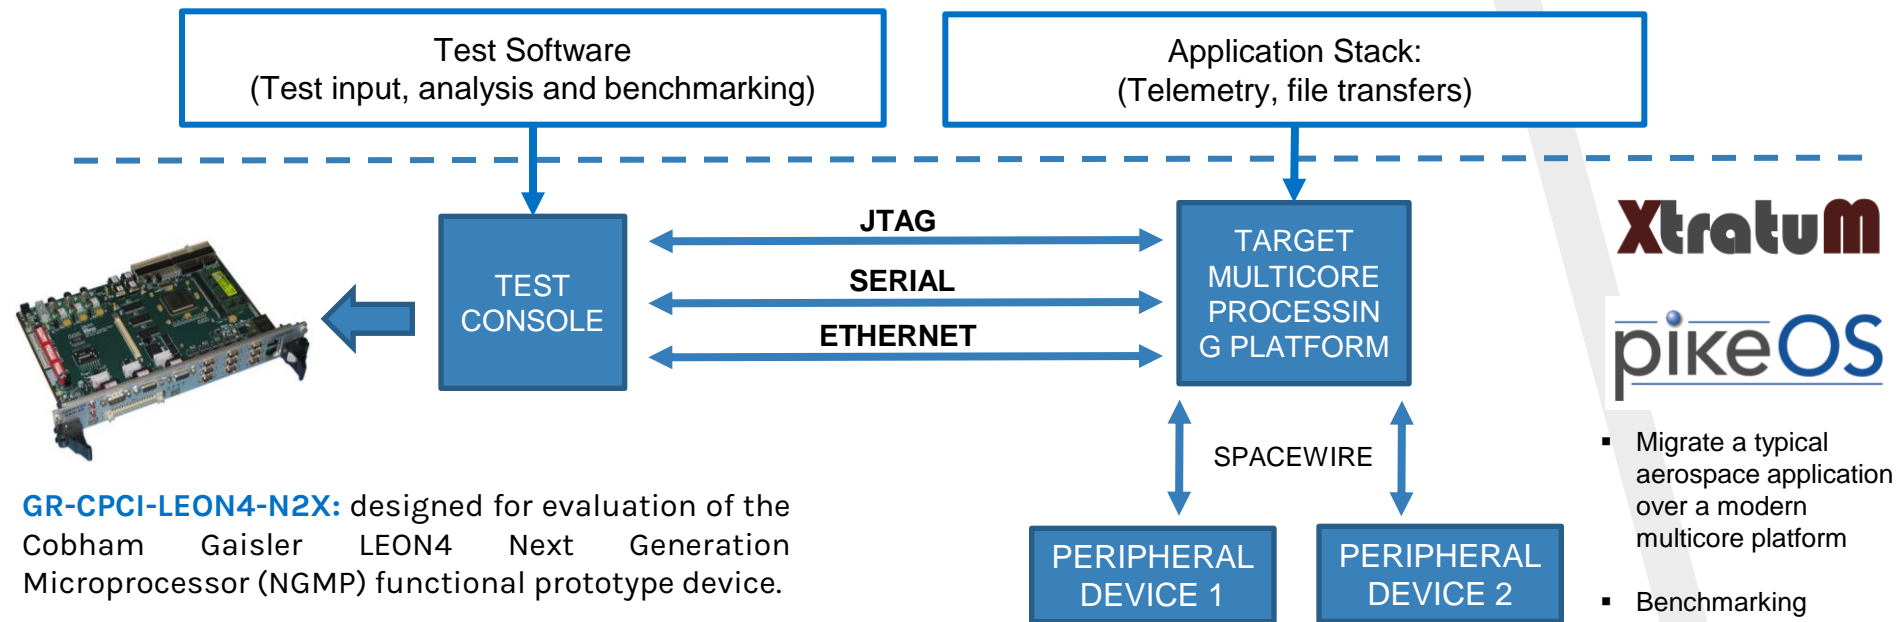 Test Software
(Test input, analysis and benchmarking)
Application Stack:
(Telemetry, file transfers)
JTAG
SERIAL
ETHERNET
TEST
CONSOLE
TARGET
MULTICORE
PROCESSIN
G PLATFORM
XtratuM
pikeOS
SPACEWIRE
PERIPHERAL
DEVICE 1
PERIPHERAL
DEVICE 2
GR-CPCI-LEON4-N2X: designed for evaluation of the
Cobham Gaisler LEON4 Next Generation
Microprocessor (NGMP) functional prototype device.
▪ Migrate a typical
aerospace application
over a modern
multicore platform
▪ Benchmarking